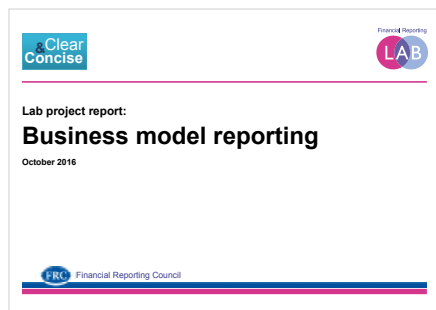 &Clear
Concise
Financial Reporting
LAB
Lab project report:
Business model reporting
October 2016
FRC
Financial Reporting Council